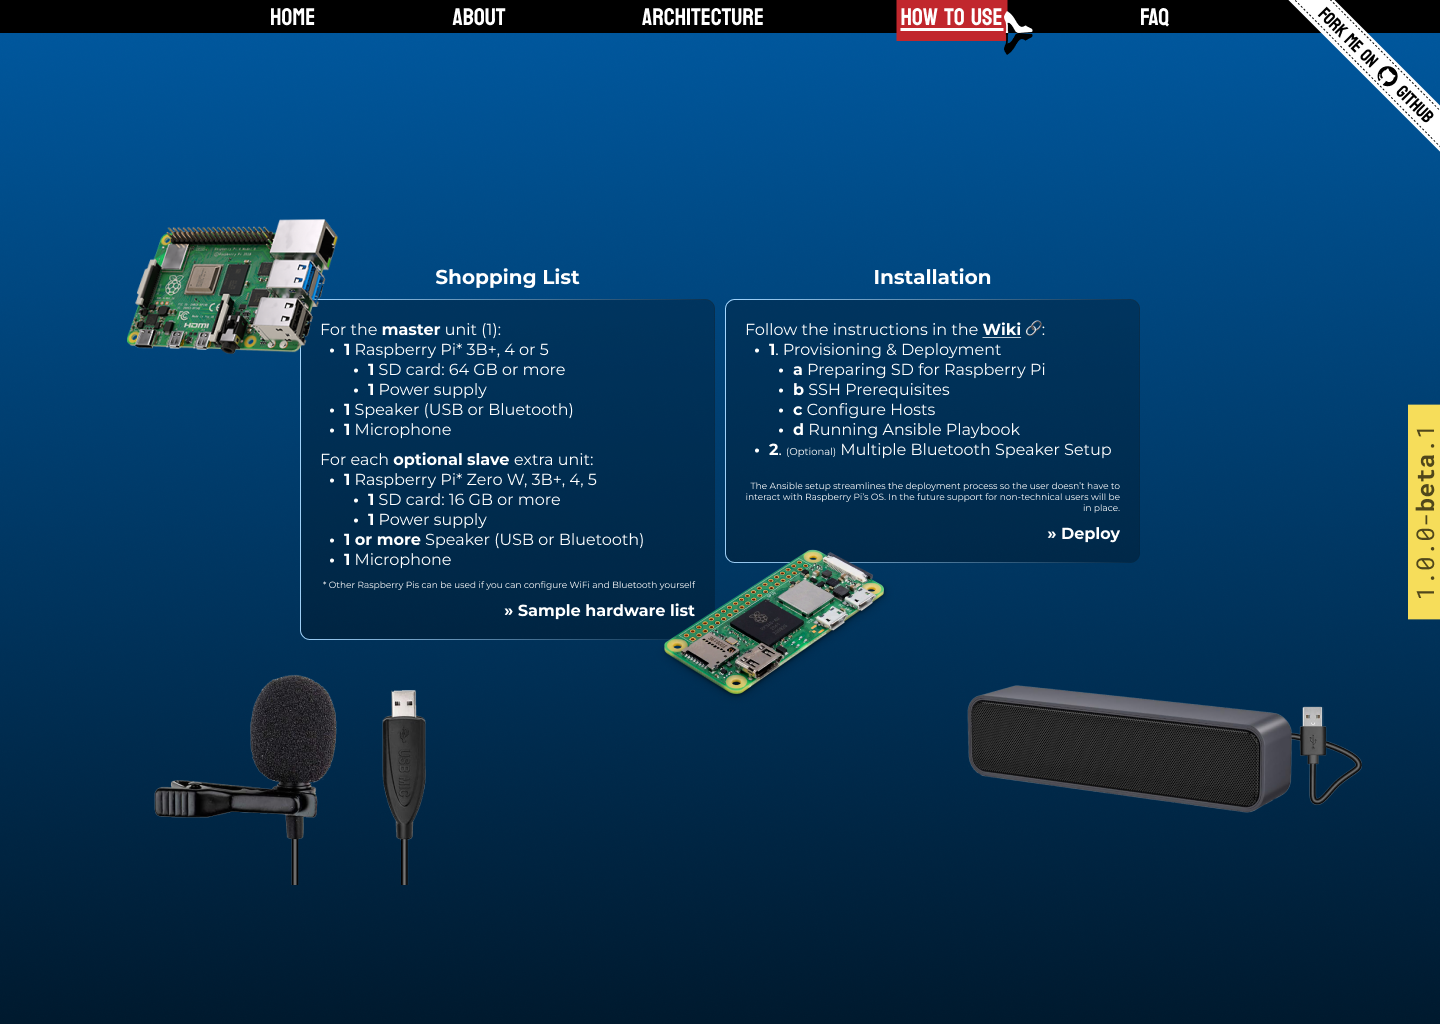 HOME
ABOUT
ARCHITECTURE
HOW TO USE
FAQ
FORK ME ON GITHUB
Shopping List
For the master unit (1):
• 1 Raspberry Pi* 3B+, 4 or 5
• 1 SD card: 64 GB or more
• 1 Power supply
• 1 Speaker (USB or Bluetooth)
• 1 Microphone
For each optional slave extra unit:
• 1 Raspberry Pi* Zero W, 3B+, 4, 5
• 1 SD card: 16 GB or more
• 1 Power supply
• 1 or more Speaker (USB or Bluetooth)
• 1 Microphone
* Other Raspberry Pis can be used if you can configure WiFi and Bluetooth yourself
» Sample hardware list
Installation
Follow the instructions in the Wiki 🔗:
• 1. Provisioning & Deployment
• a Preparing SD for Raspberry Pi
• b SSH Prerequisites
• c Configure Hosts
• d Running Ansible Playbook
• 2. (Optional) Multiple Bluetooth Speaker Setup
The Ansible setup streamlines the deployment process so the user doesn't have to
interact with Raspberry Pi's OS. In the future support for non-technical users will be
in place.
» Deploy
1.0.0-beta.1
HDMI
USB MIC